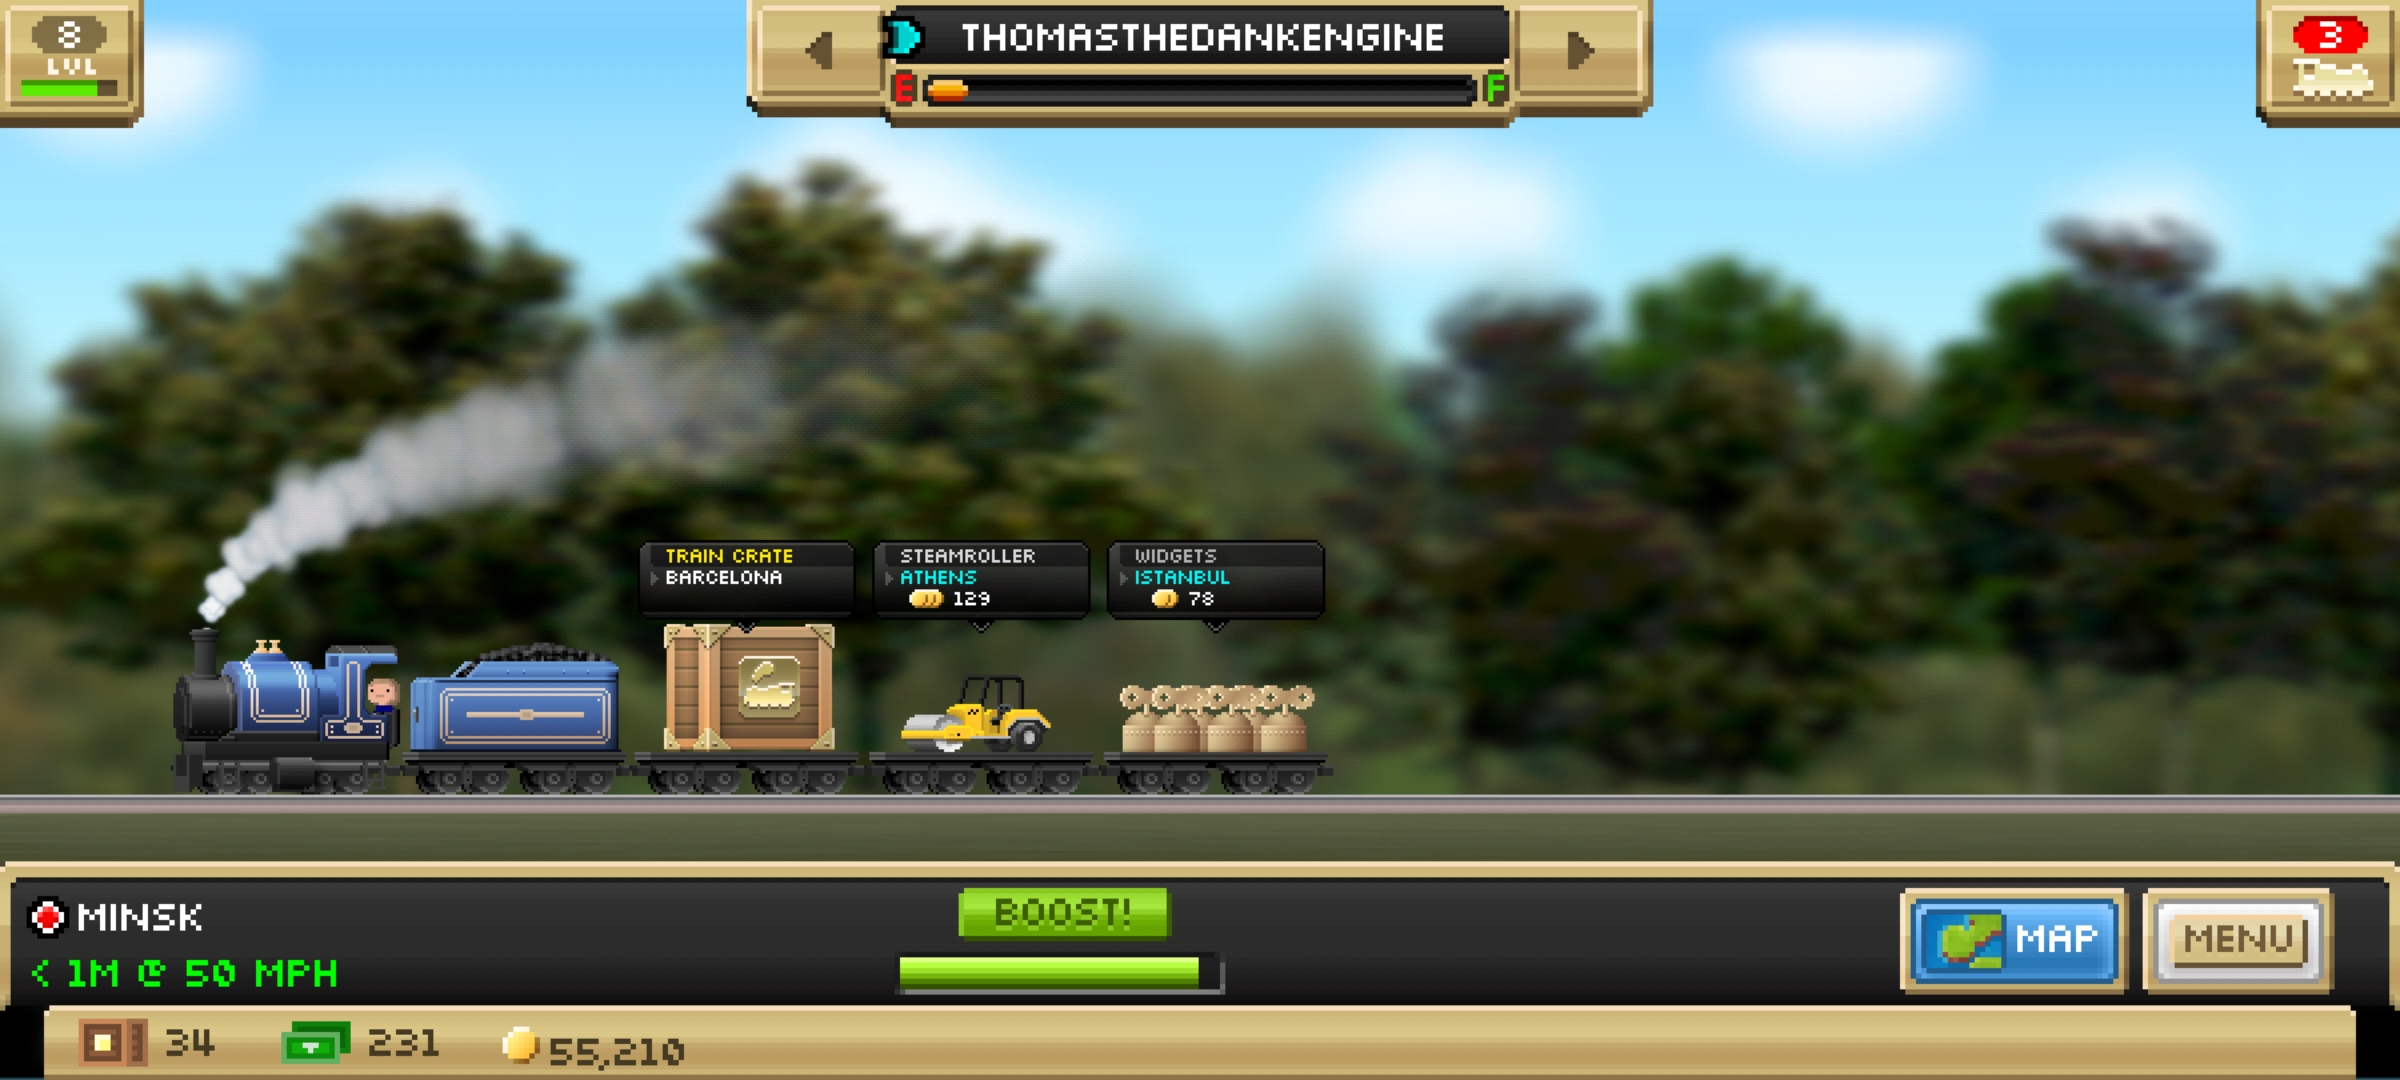 8
LVL
THOMASTHEDANKENGINE
E F
3
TRAIN CRATE
BARCELONA
STEAMROLLER
ATHENS
129
WIDGETS
ISTANBUL
78
MINSK
< 1M @ 50 MPH
BOOST!
MAP
MENU
34
231
55,210